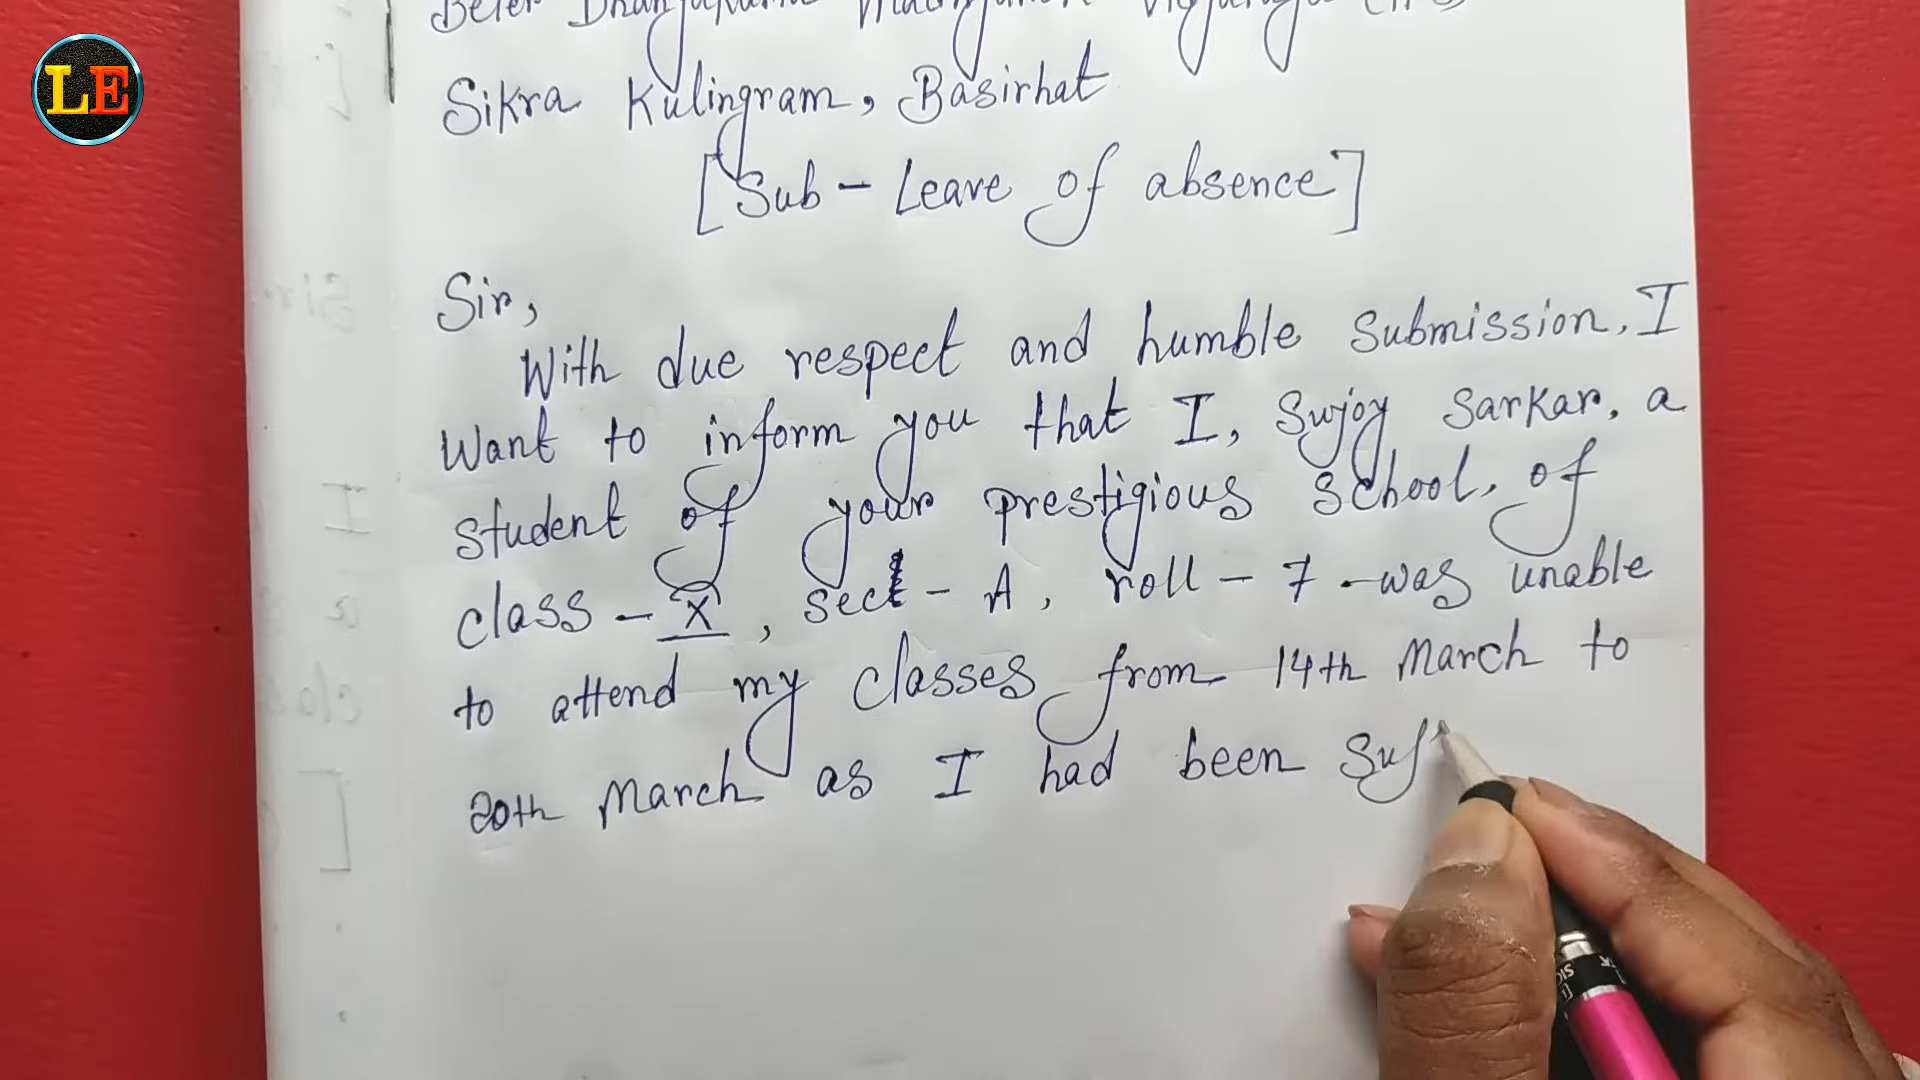 LE
Sikra Kulingram, Basirhat
[Sub - Leave of absence]
Sir,
With due respect and humble submission, I
want to inform you that I, Sujoy Sarkar, a
student of your prestigious school, of
class - X, sect - A, roll - 7 - was unable
to attend my classes from 14th March to
20th March as I had been suf